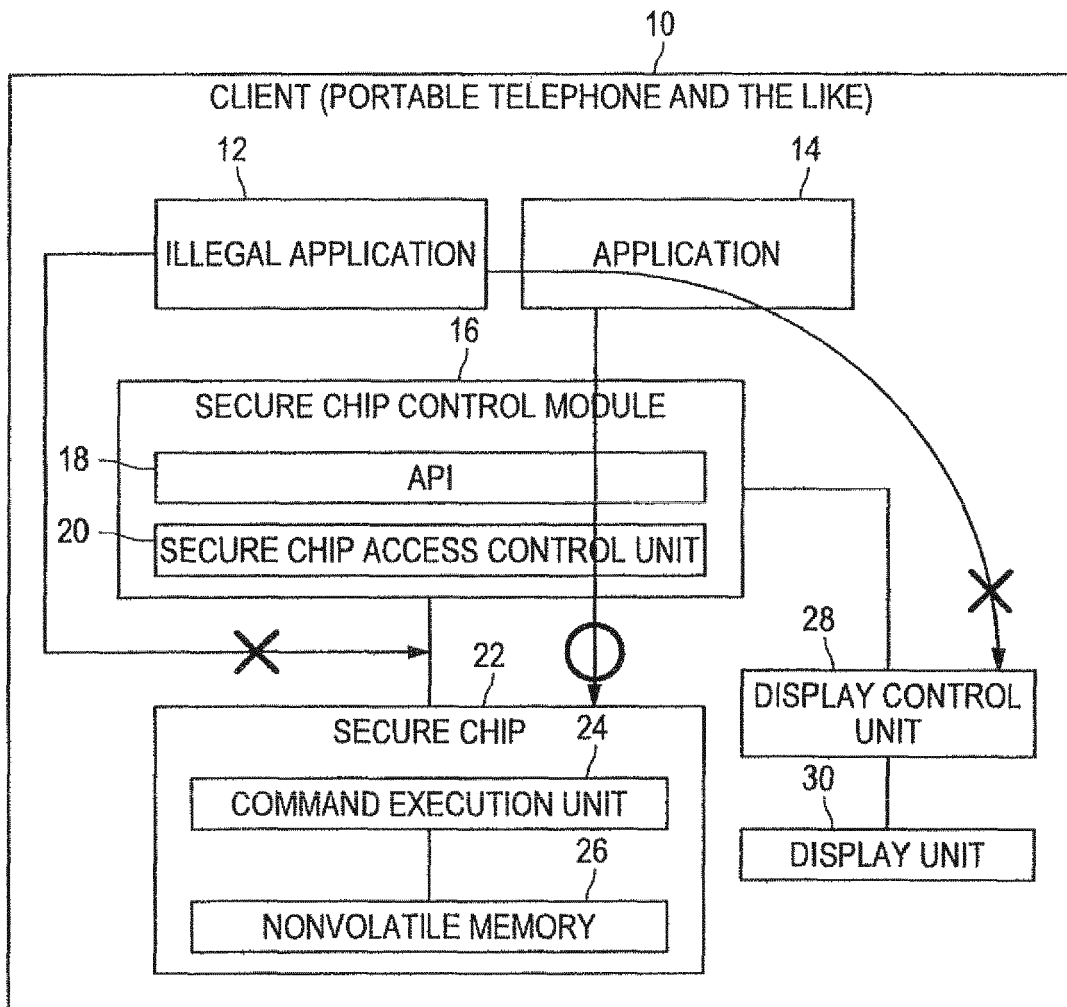 10
CLIENT (PORTABLE TELEPHONE AND THE LIKE)
12
14
ILLEGAL APPLICATION
APPLICATION
16
SECURE CHIP CONTROL MODULE
18
API
20
SECURE CHIP ACCESS CONTROL UNIT
22
28
SECURE CHIP
24
DISPLAY CONTROL
UNIT
COMMAND EXECUTION UNIT
30
26
DISPLAY UNIT
NONVOLATILE MEMORY